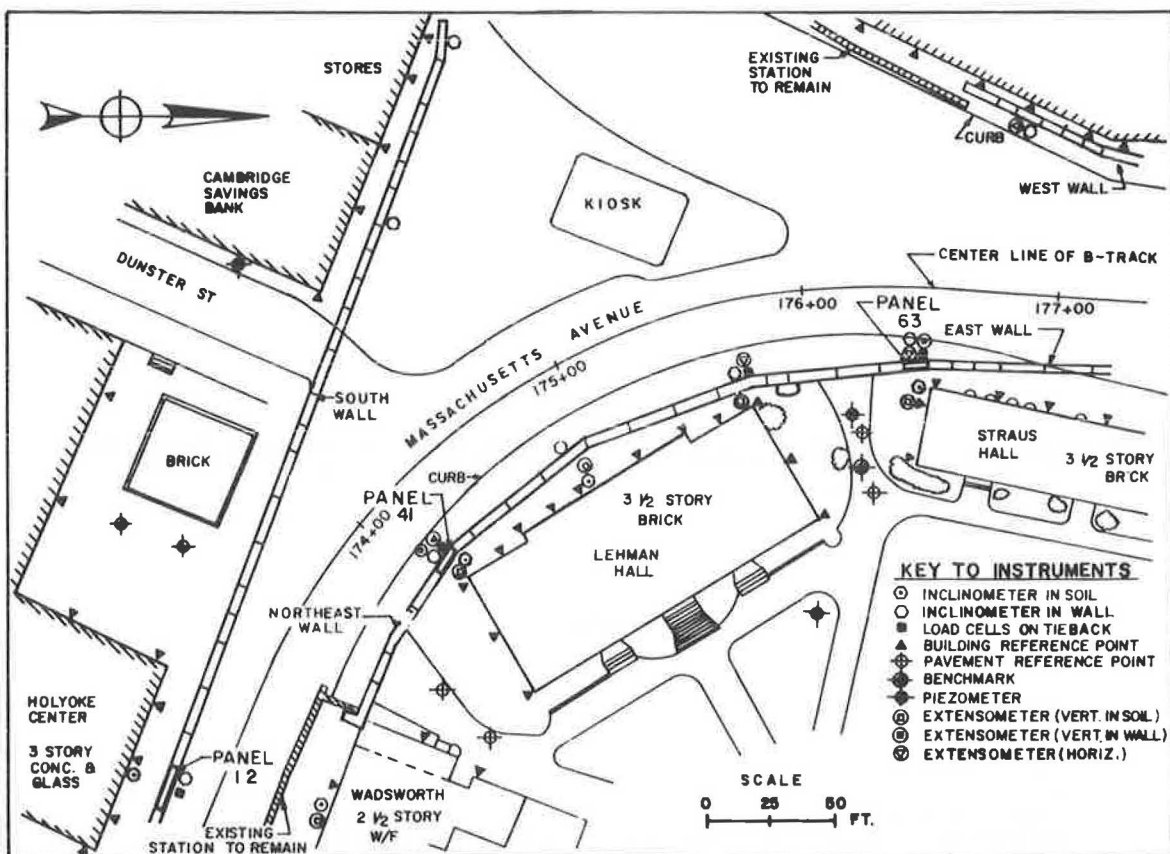 STORES
EXISTING
STATION
TO REMAIN
CURB
WEST WALL
CAMBRIDGE
SAVINGS
BANK
KIOSK
DUNSTER ST
CENTER LINE OF B-TRACK
MASSACHUSETTS AVENUE
176+00
PANEL
63
177+00
EAST WALL
175+00
SOUTH
WALL
BRICK
CURB
PANEL
41
174+00
3 1/2 STORY
BRICK
LEHMAN
HALL
STRAUS
HALL
3 1/2 STORY
BRICK
NORTHEAST
WALL
KEY TO INSTRUMENTS
INCLINOMETER IN SOIL
INCLINOMETER IN WALL
LOAD CELLS ON TIEBACK
BUILDING REFERENCE POINT
PAVEMENT REFERENCE POINT
BENCHMARK
PIEZOMETER
EXTENSOMETER (VERT. IN SOIL)
EXTENSOMETER (VERT. IN WALL)
EXTENSOMETER (HORIZ.)
HOLYOKE
CENTER
3 STORY
CONC. &
GLASS
PANEL
12
EXISTING
STATION TO REMAIN
WADSWORTH
2 1/2 STORY
W/F
SCALE
0 25 50
FT.